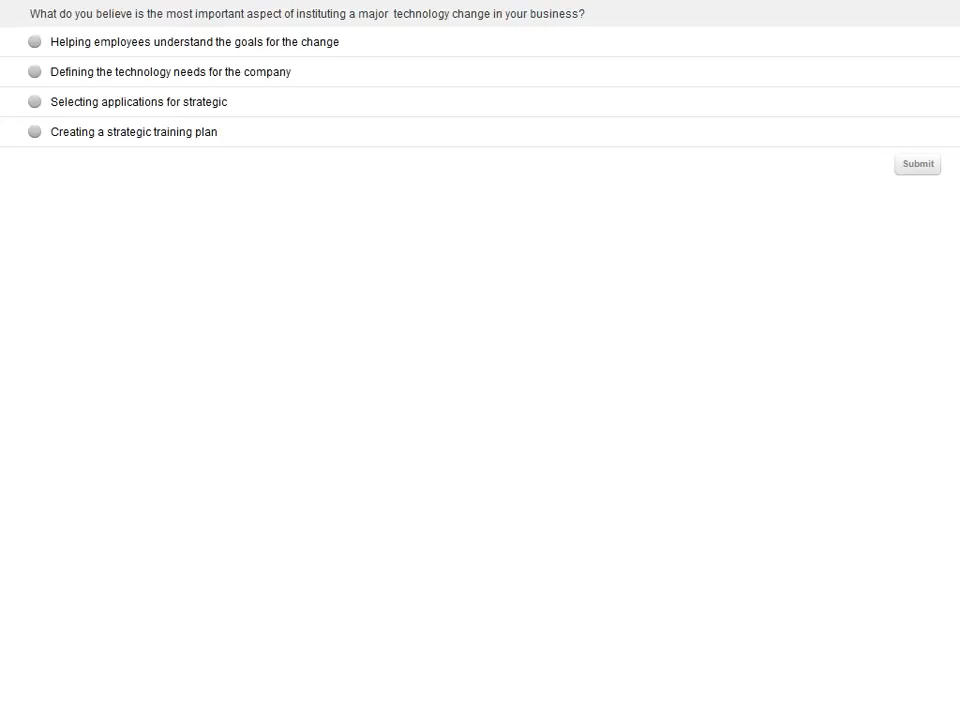 What do you believe is the most important aspect of instituting a major technology change in your business?
Helping employees understand the goals for the change
Defining the technology needs for the company
Selecting applications for strategic
Creating a strategic training plan
Submit